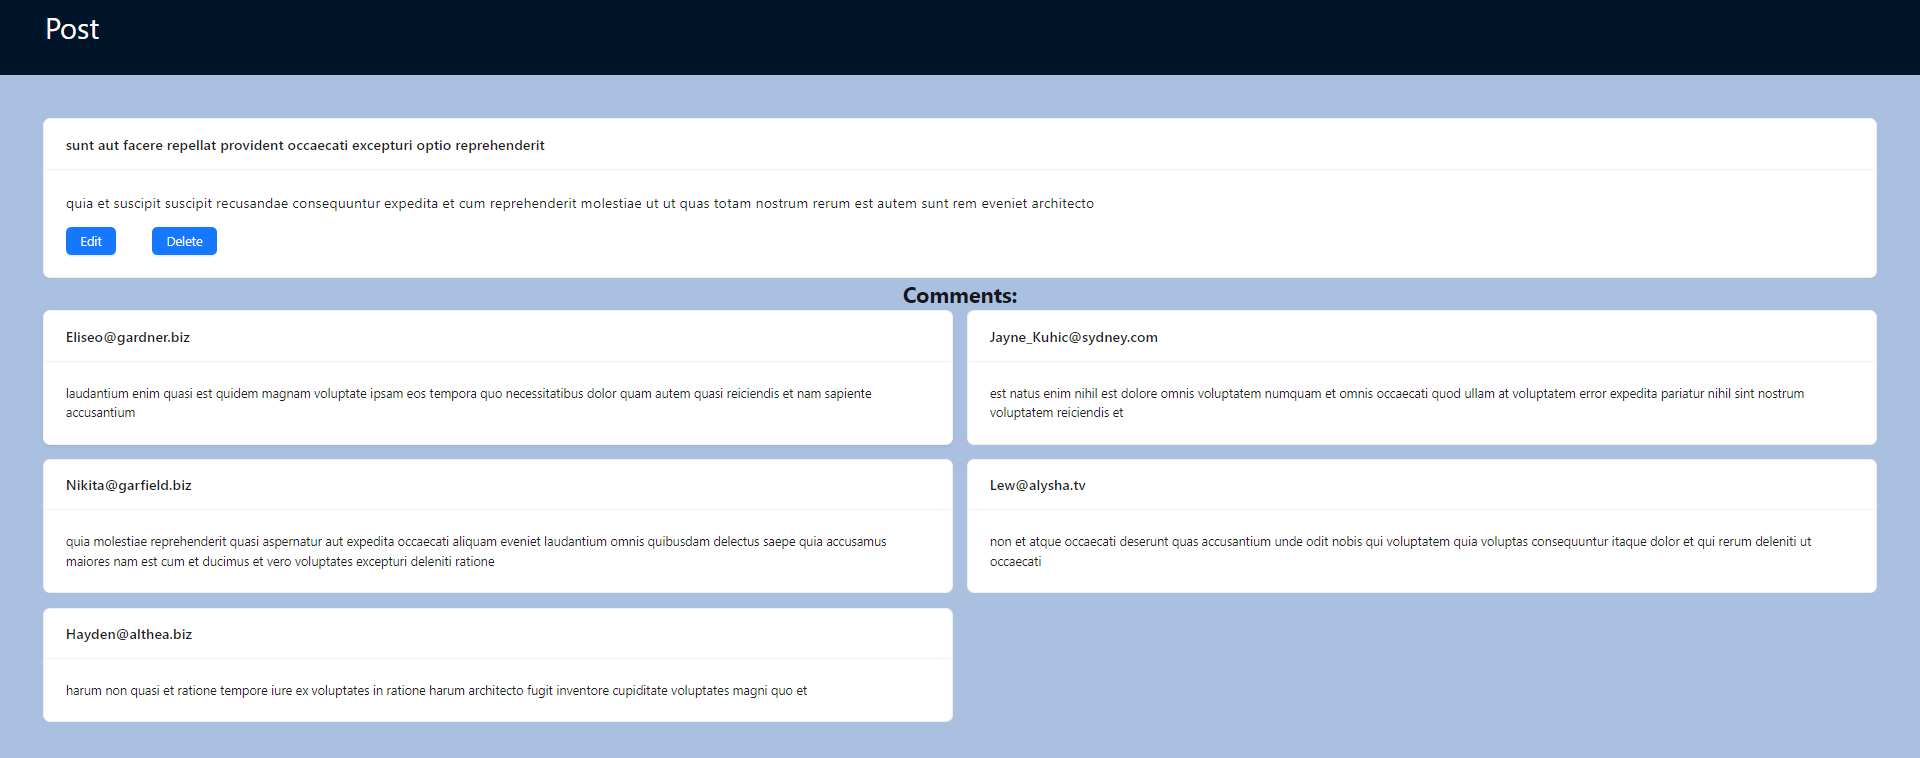 Post
sunt aut facere repellat provident occaecati excepturi optio reprehenderit
quia et suscipit suscipit recusandae consequuntur expedita et cum reprehenderit molestiae ut ut quas totam nostrum rerum est autem sunt rem eveniet architecto
Edit
Delete
Comments:
Eliseo@gardner.biz
laudantium enim quasi est quidem magnam voluptate ipsam eos tempora quo necessitatibus dolor quam autem quasi reiciendis et nam sapiente
accusantium
Jayne_Kuhic@sydney.com
est natus enim nihil est dolore omnis voluptatem numquam et omnis occaecati quod ullam at voluptatem error expedita pariatur nihil sint nostrum
voluptatem reiciendis et
Nikita@garfield.biz
quia molestiae reprehenderit quasi aspernatur aut expedita occaecati aliquam eveniet laudantium omnis quibusdam delectus saepe quia accusamus
maiores nam est cum et ducimus et vero voluptates excepturi deleniti ratione
Lew@alysha.tv
non et atque occaecati deserunt quas accusantium unde odit nobis qui voluptatem quia voluptas consequuntur itaque dolor et qui rerum deleniti ut
occaecati
Hayden@althea.biz
harum non quasi et ratione tempore iure ex voluptates in ratione harum architecto fugit inventore cupiditate voluptates magni quo et